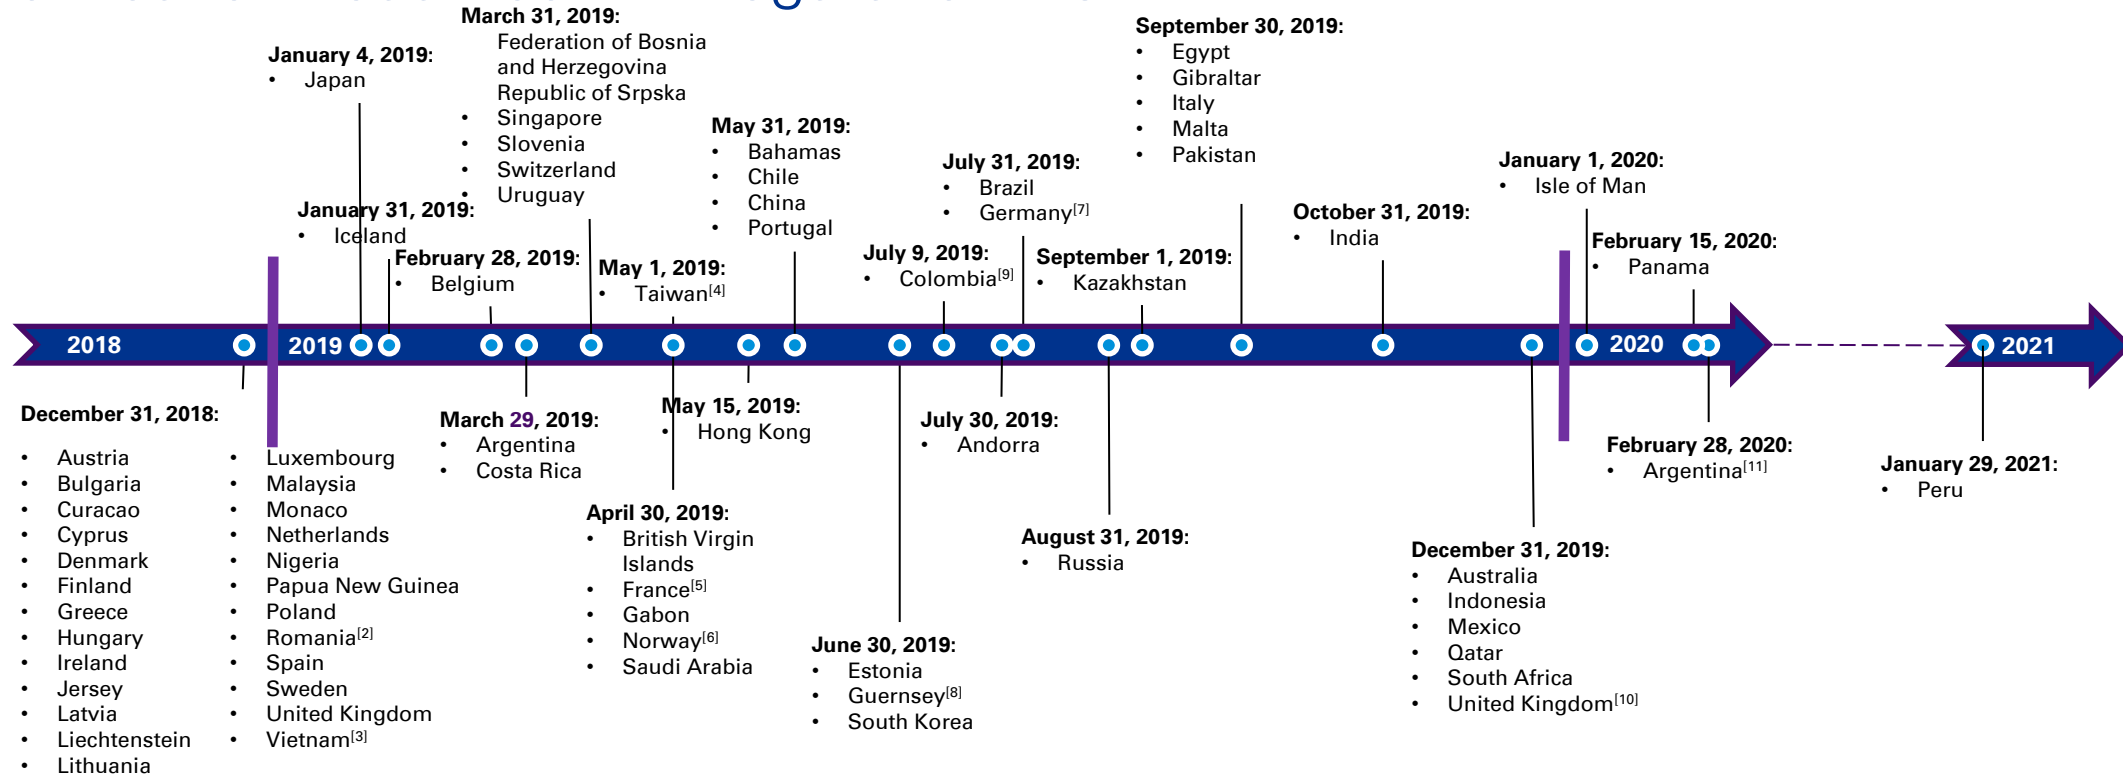 March 31, 2019:
Federation of Bosnia
and Herzegovina
Republic of Srpska
• Singapore
• Slovenia
• Switzerland
• Uruguay
January 4, 2019:
• Japan
January 31, 2019:
• Iceland
February 28, 2019:
• Belgium
May 1, 2019:
• Taiwan[4]
May 31, 2019:
• Bahamas
• Chile
• China
• Portugal
July 9, 2019:
• Colombia[9]
July 31, 2019:
• Brazil
• Germany[7]
September 1, 2019:
• Kazakhstan
September 30, 2019:
• Egypt
• Gibraltar
• Italy
• Malta
• Pakistan
October 31, 2019:
• India
January 1, 2020:
• Isle of Man
February 15, 2020:
• Panama
2018
2019
2020
2021
December 31, 2018:
• Austria
• Bulgaria
• Curacao
• Cyprus
• Denmark
• Finland
• Greece
• Hungary
• Ireland
• Jersey
• Latvia
• Liechtenstein
• Lithuania
• Luxembourg
• Malaysia
• Monaco
• Netherlands
• Nigeria
• Papua New Guinea
• Poland
• Romania[2]
• Spain
• Sweden
• United Kingdom
• Vietnam[3]
March 29, 2019:
• Argentina
• Costa Rica
May 15, 2019:
• Hong Kong
April 30, 2019:
• British Virgin
Islands
• France[5]
• Gabon
• Norway[6]
• Saudi Arabia
June 30, 2019:
• Estonia
• Guernsey[8]
• South Korea
July 30, 2019:
• Andorra
August 31, 2019:
• Russia
December 31, 2019:
• Australia
• Indonesia
• Mexico
• Qatar
• South Africa
• United Kingdom[10]
February 28, 2020:
• Argentina[11]
January 29, 2021:
• Peru